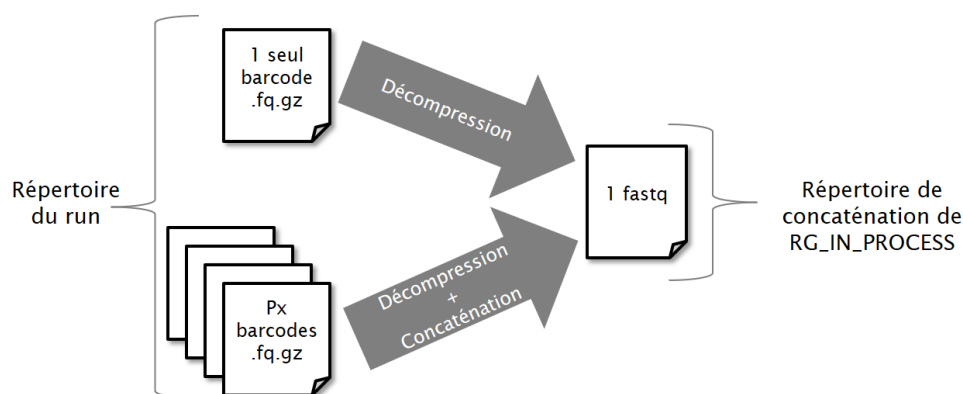 Répertoire
du run
1 seul
barcode
.fq.gz
Décompression
Px
barcodes
.fq.gz
Décompression
+
Concaténation
1 fastq
Répertoire de
concaténation de
RG_IN_PROCESS